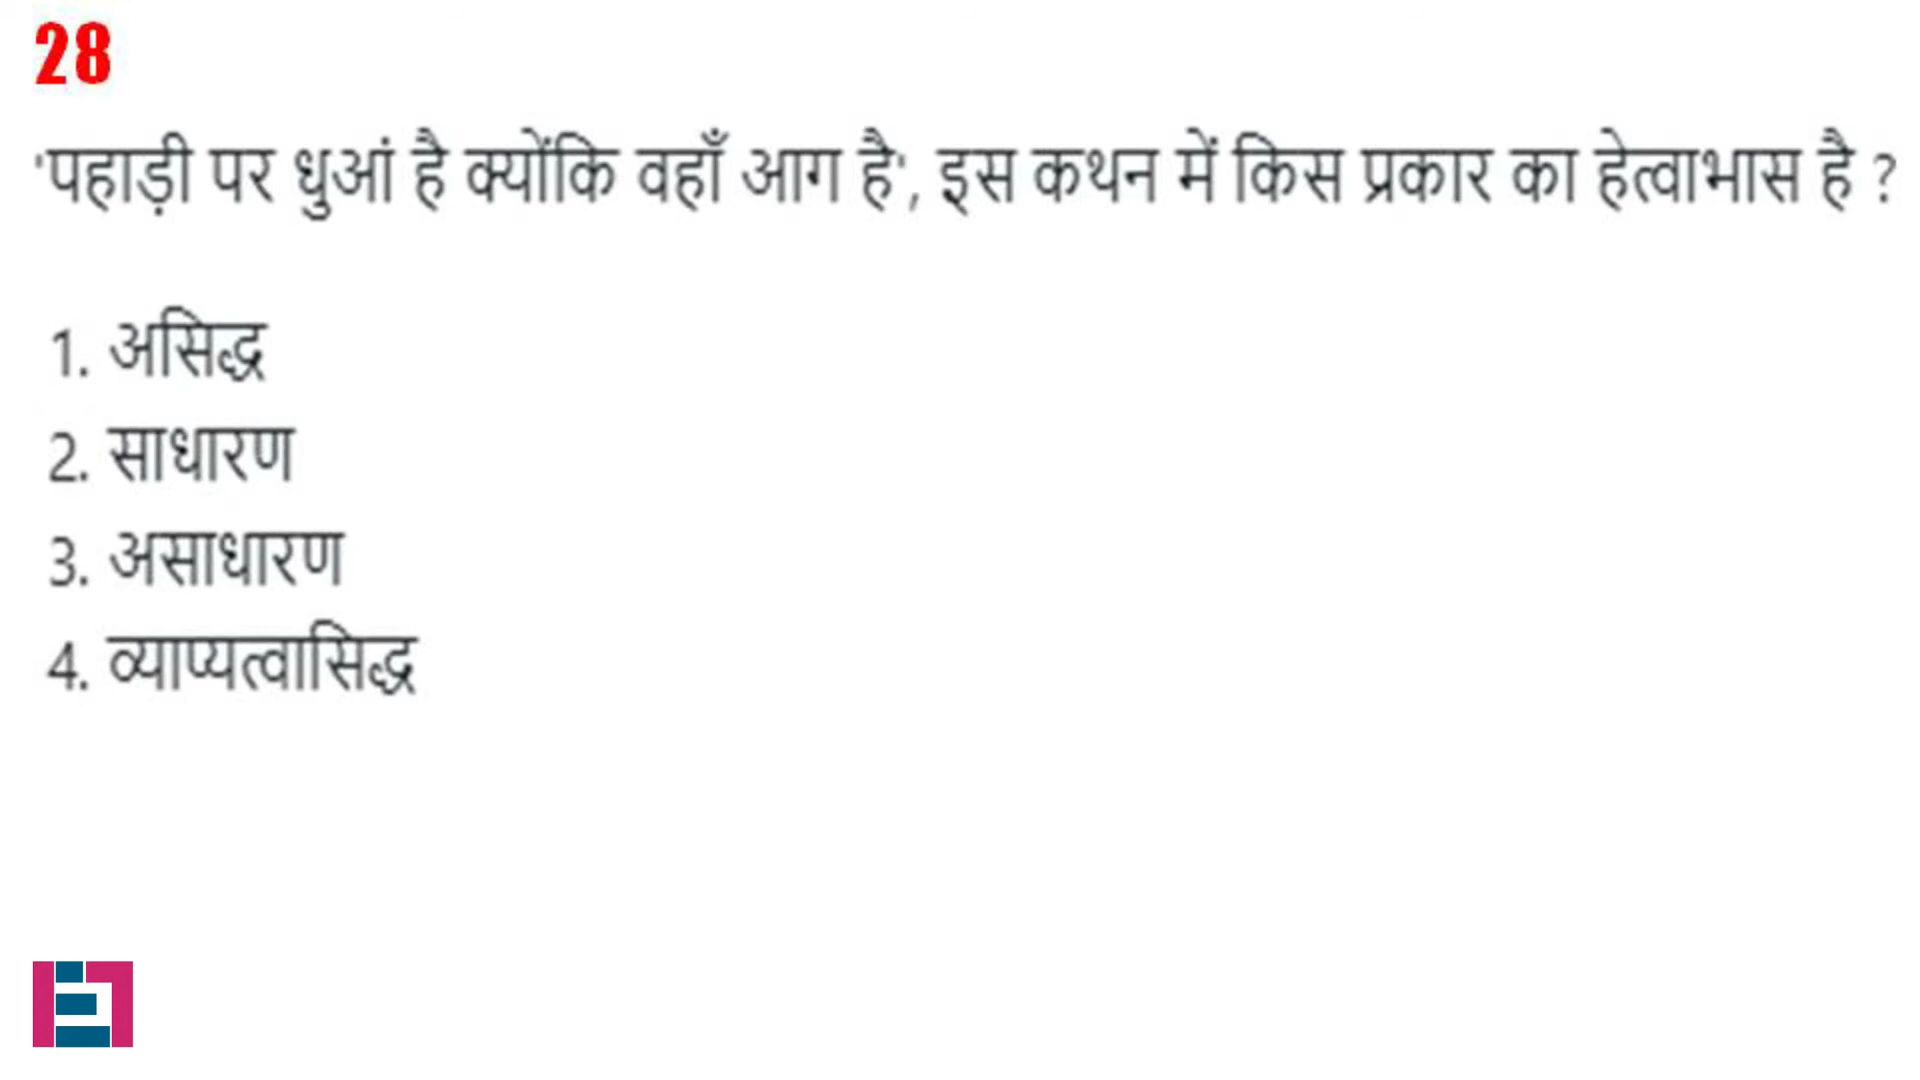 28
'पहाड़ी पर धुआं है क्योंकि वहाँ आग है', इस कथन में किस प्रकार का हेत्वाभास है ?
1. असिद्ध
2. साधारण
3. असाधारण
4. व्याप्यत्वासिद्ध